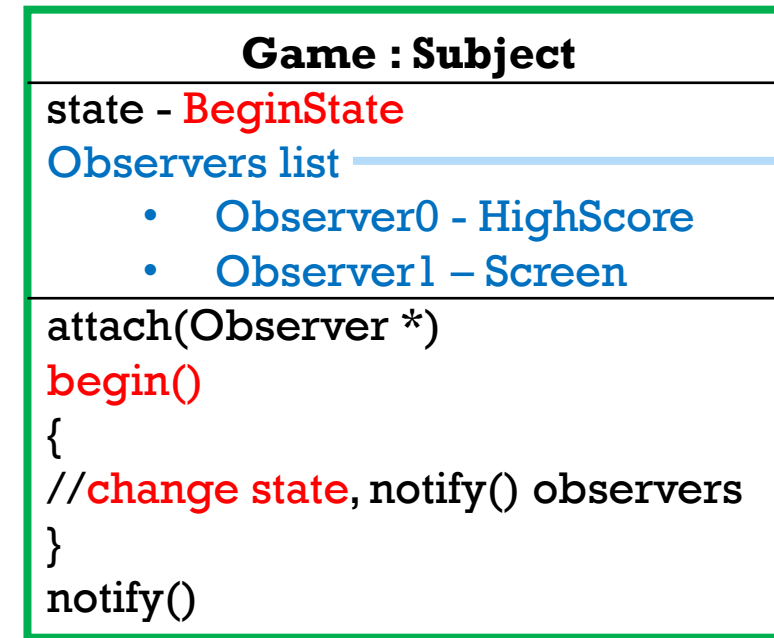 Game : Subject
state - BeginState
Observers list
• Observer0 - HighScore
• Observer1 – Screen
attach(Observer *)
begin()
{
//change state, notify() observers
}
notify()